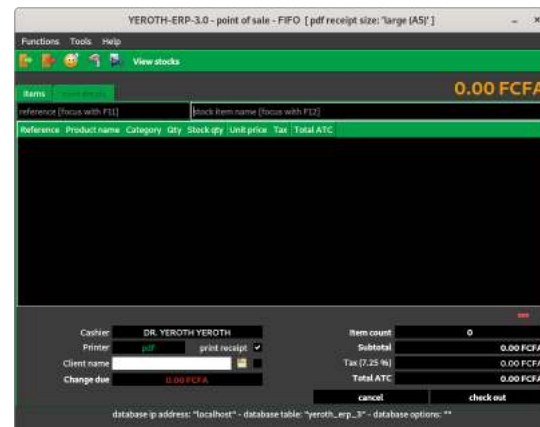 YEROTH-ERP-3.0 - point of sale - FIFO [ pdf receipt size: 'large (A5)' ]
Functions Tools Help
View stocks
Items
0.00 FCFA
reference [focus with F11] stock item name [focus with F12]
Reference Product name Category Qty Stock qty Unit price Tax Total ATC
Cashier DR. YEROTH YEROTH Item count 0
Printer pdf print receipt Subtotal 0.00 FCFA
Client name Tax (7.25 %) 0.00 FCFA
Change due 0.00 FCFA Total ATC 0.00 FCFA
cancel check out
database ip address: "localhost" - database table: "yeroth_erp_3" - database options: ""